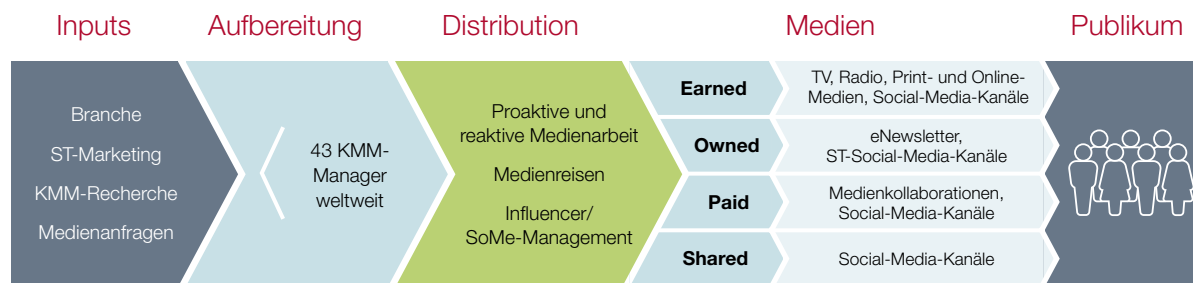 Inputs
Aufbereitung
Distribution
Medien
Publikum
Branche
ST-Marketing
KMM-Recherche
Medienanfragen
43 KMM-
Manager
weltweit
Proaktive und
reaktive Medienarbeit
Medienreisen
Influencer/
SoMe-Management
Earned
TV, Radio, Print- und Online-
Medien, Social-Media-Kanäle
Owned
eNewsletter,
ST-Social-Media-Kanäle
Paid
Medienkollaborationen,
Social-Media-Kanäle
Shared
Social-Media-Kanäle